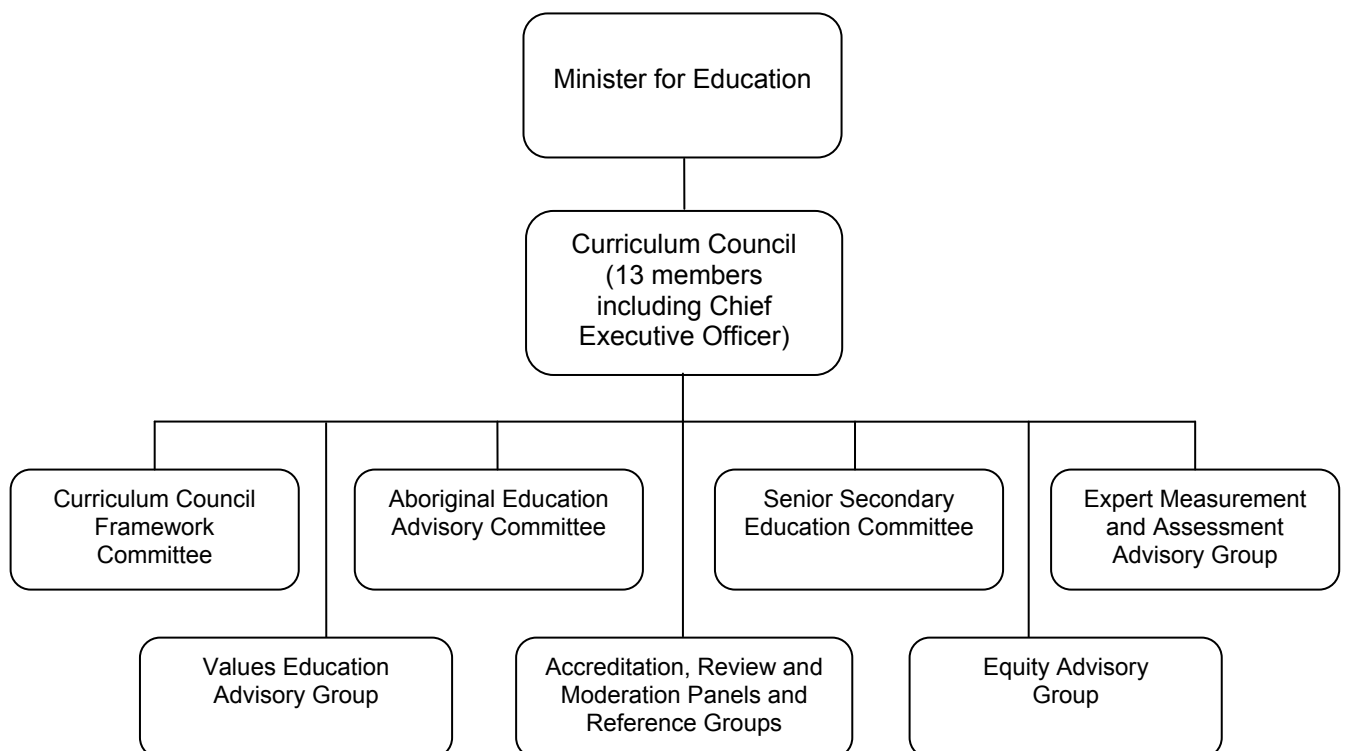 Minister for Education
Curriculum Council
(13 members
including Chief
Executive Officer)
Curriculum Council
Framework
Committee
Aboriginal Education
Advisory Committee
Senior Secondary
Education Committee
Expert Measurement
and Assessment
Advisory Group
Values Education
Advisory Group
Accreditation, Review and
Moderation Panels and
Reference Groups
Equity Advisory
Group